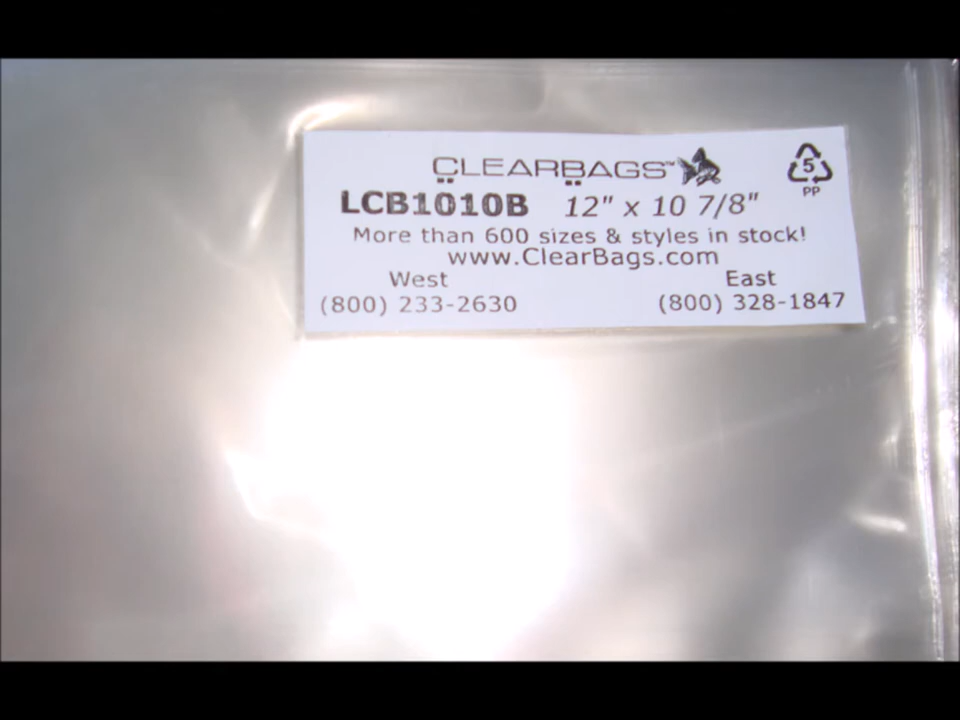 CLEARBAGS™
5
PP
LCB1010B 12" x 10 7/8"
More than 600 sizes & styles in stock!
www.ClearBags.com
West East
(800) 233-2630 (800) 328-1847